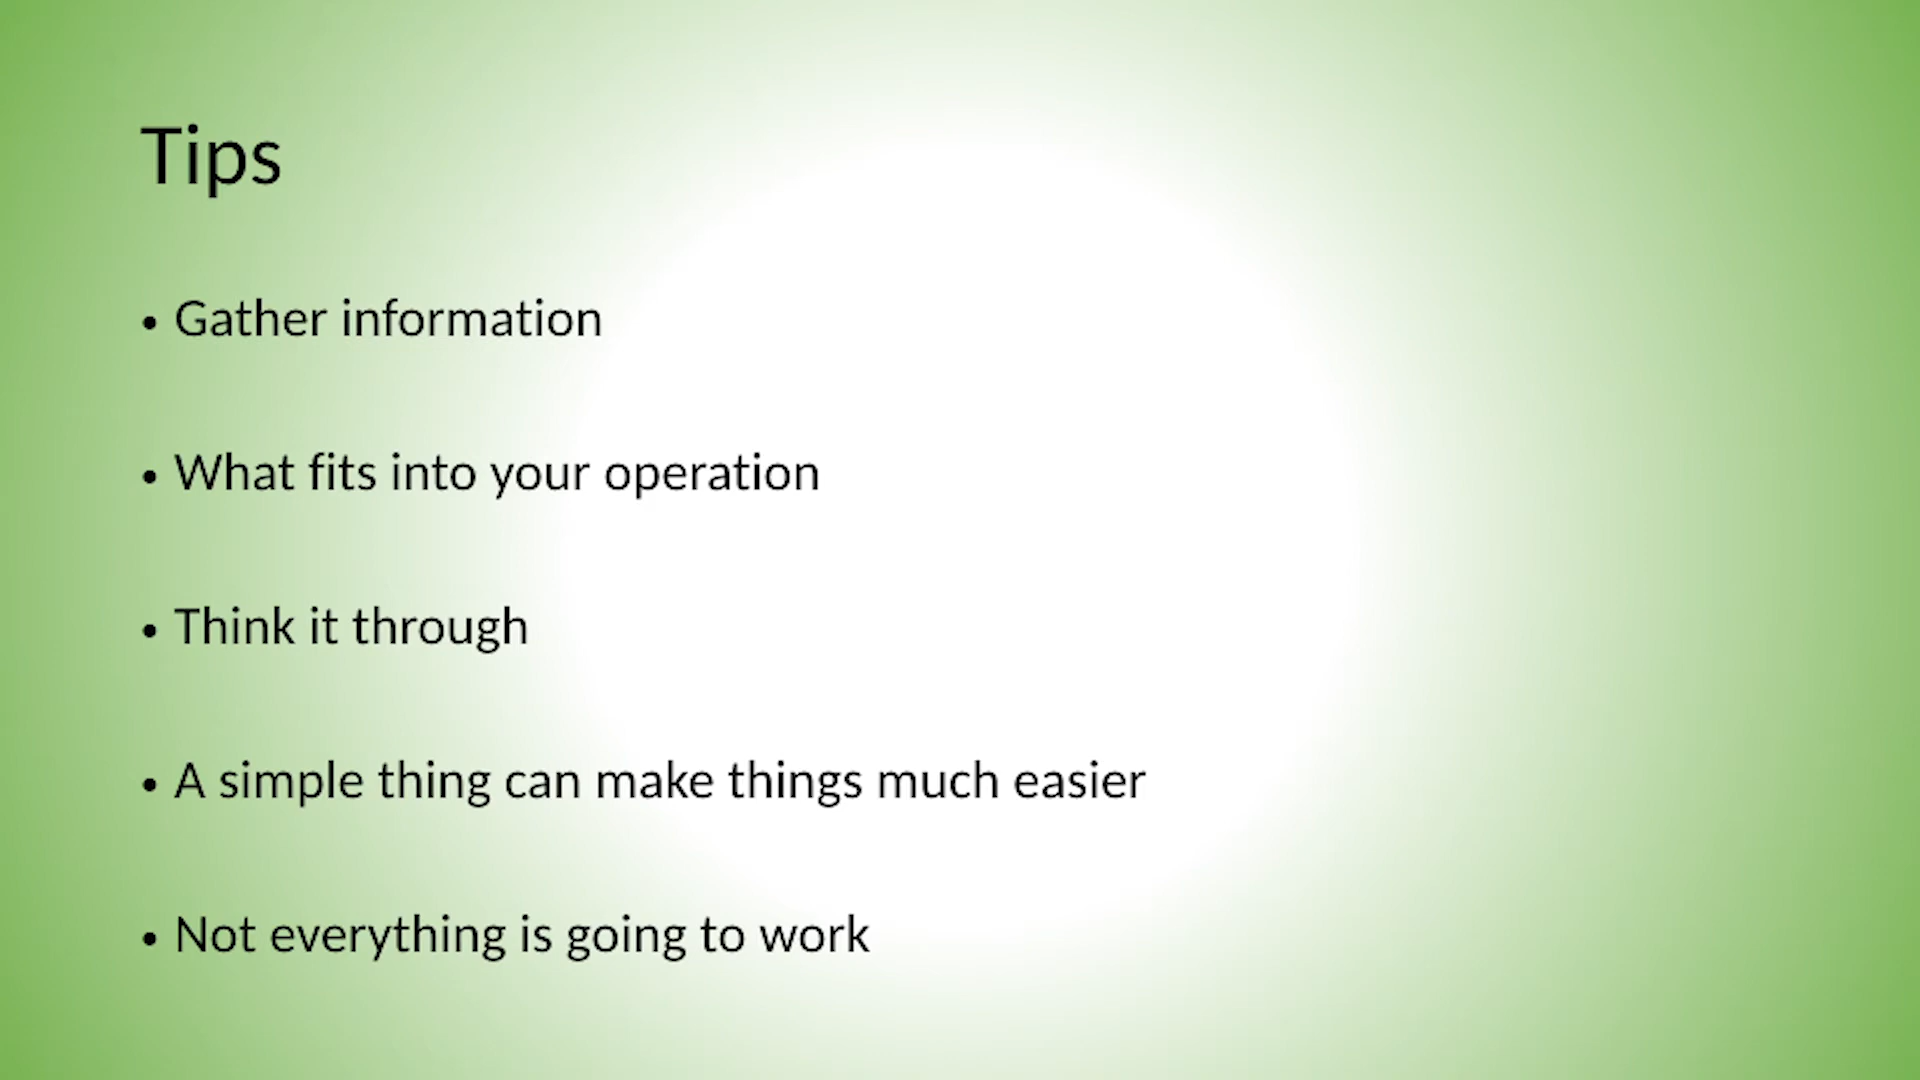 Tips
• Gather information
• What fits into your operation
• Think it through
• A simple thing can make things much easier
• Not everything is going to work